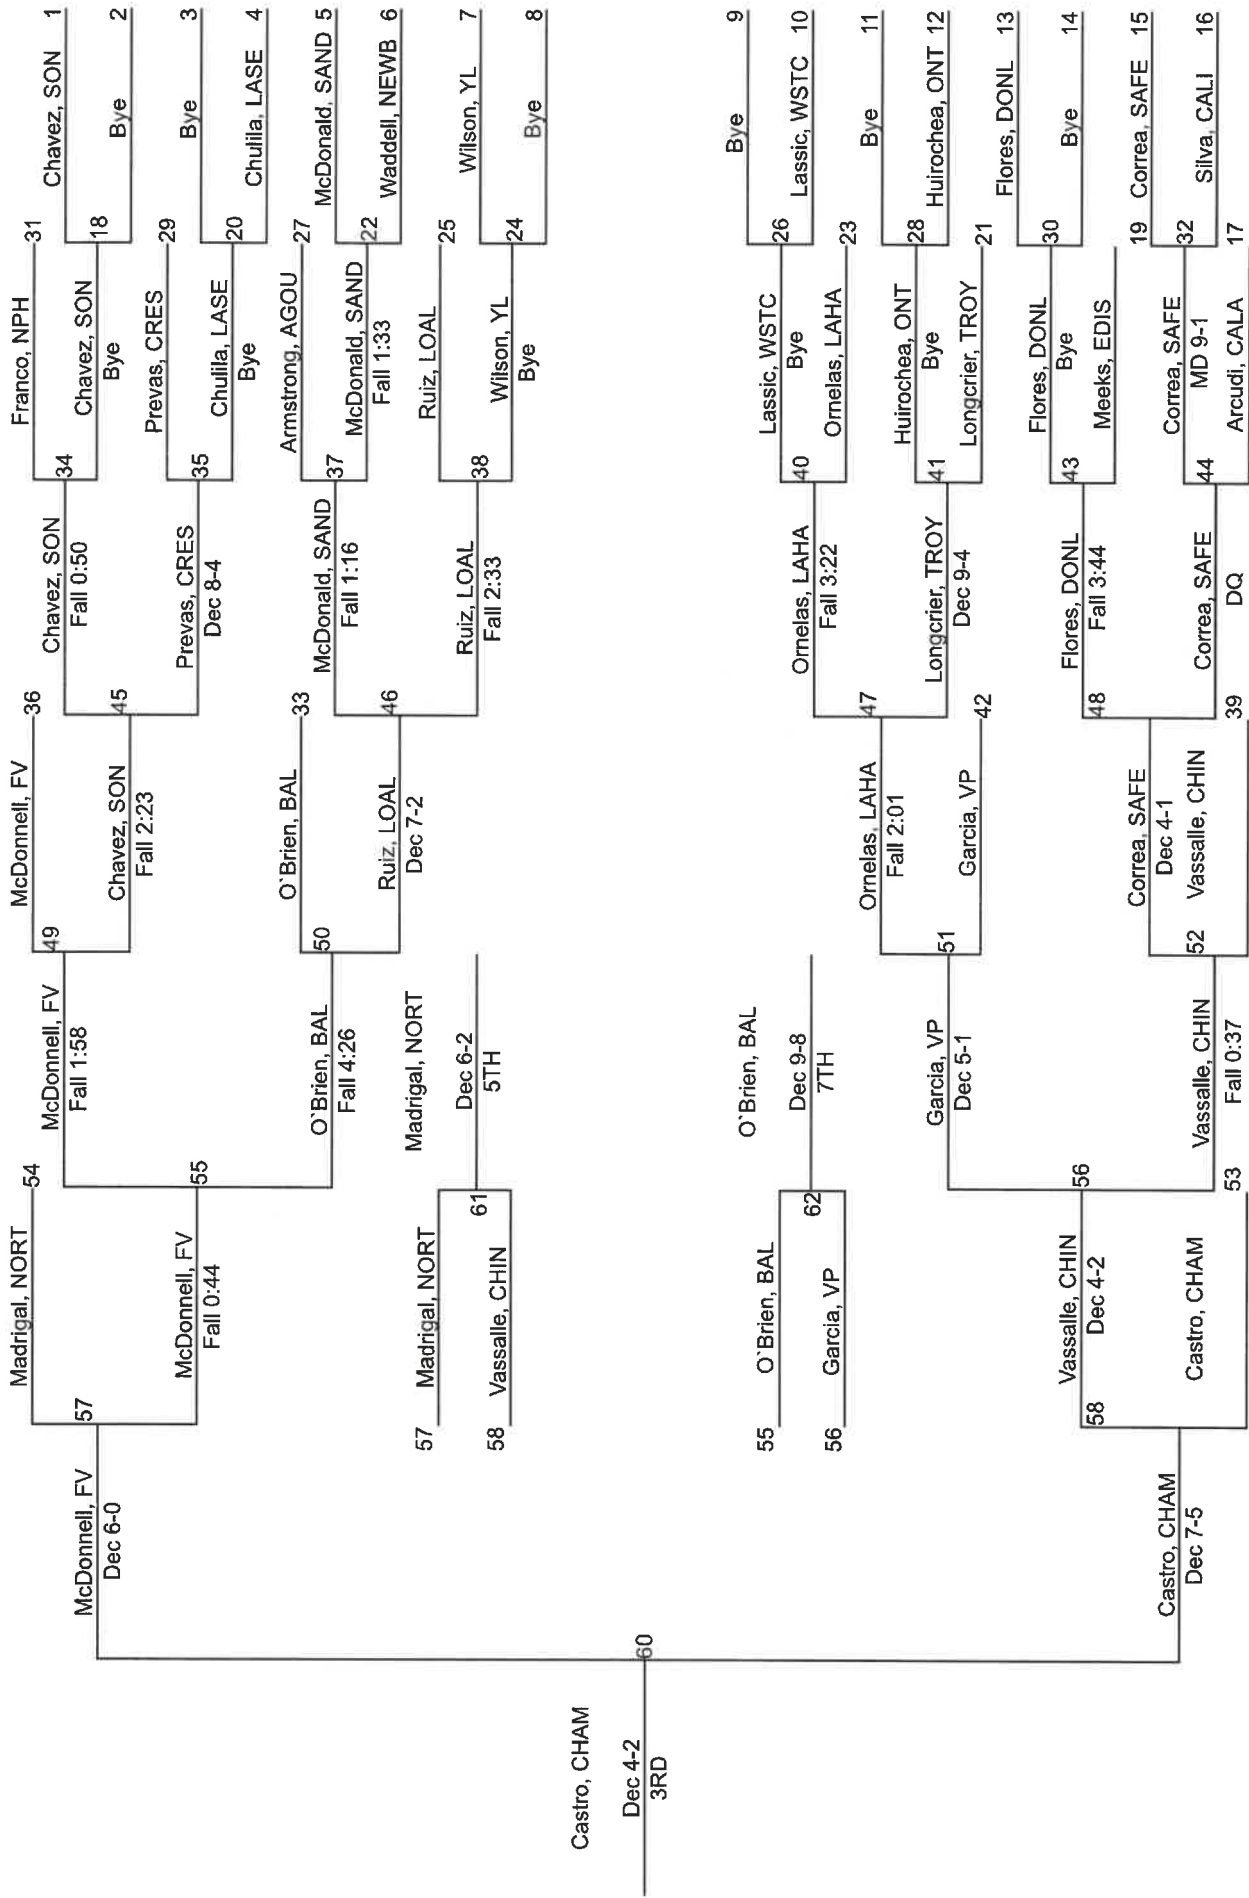 Chavez, SON 1
Bye 2
Bye 3
Chulila, LASE 4
McDonald, SAND 5
Waddell, NEWB 6
Wilson, YL 7
Bye 8
Bye 9
Lassic, WSTC 10
Bye 11
Huirochea, ONT 12
Flores, DONL 13
Bye 14
Correa, SAFE 15
Silva, CALI 16
Franco, NPH 31
Chavez, SON 18
Bye
Prevas, CRES 29
Chulila, LASE 20
Bye
Armstrong, AGOU 27
McDonald, SAND 22
Fall 1:33
Ruiz, LOAL 25
Wilson, YL 24
Bye
Lassic, WSTC 26
Bye
Ornelas, LAHA 23
Huirochea, ONT 28
Bye
Longcrier, TROY 21
Flores, DONL 30
Bye
Meeks, EDIS 19
Correa, SAFE 32
MD 9-1
Arcudi, CALA 17
McDonnell, FV 36
Chavez, SON 34
Fall 0:50
Prevas, CRES 35
Dec 8-4
McDonald, SAND 37
Fall 1:16
Ruiz, LOAL 38
Fall 2:33
Ornelas, LAHA 40
Fall 3:22
Longcrier, TROY 41
Dec 9-4
Flores, DONL 43
Fall 3:44
Correa, SAFE 44
DQ
Chavez, SON 45
Fall 2:23
O`Brien, BAL 33
Ruiz, LOAL 46
Dec 7-2
Ornelas, LAHA 47
Fall 2:01
Garcia, VP 42
Correa, SAFE 48
Dec 4-1
Vassalle, CHIN 39
McDonnell, FV 49
Fall 1:58
O`Brien, BAL 50
Fall 4:26
Madrigal, NORT
Dec 6-2
5TH
O`Brien, BAL
Dec 9-8
7TH
Garcia, VP 51
Dec 5-1
Vassalle, CHIN 52
Fall 0:37
Madrigal, NORT 54
McDonnell, FV 55
Fall 0:44
57 Madrigal, NORT
61
58 Vassalle, CHIN
55 O`Brien, BAL
62
56 Garcia, VP
Vassalle, CHIN 56
Dec 4-2
Castro, CHAM 53
McDonnell, FV 57
Dec 6-0
Castro, CHAM 58
Dec 7-5
Castro, CHAM
Dec 4-2 60
3RD